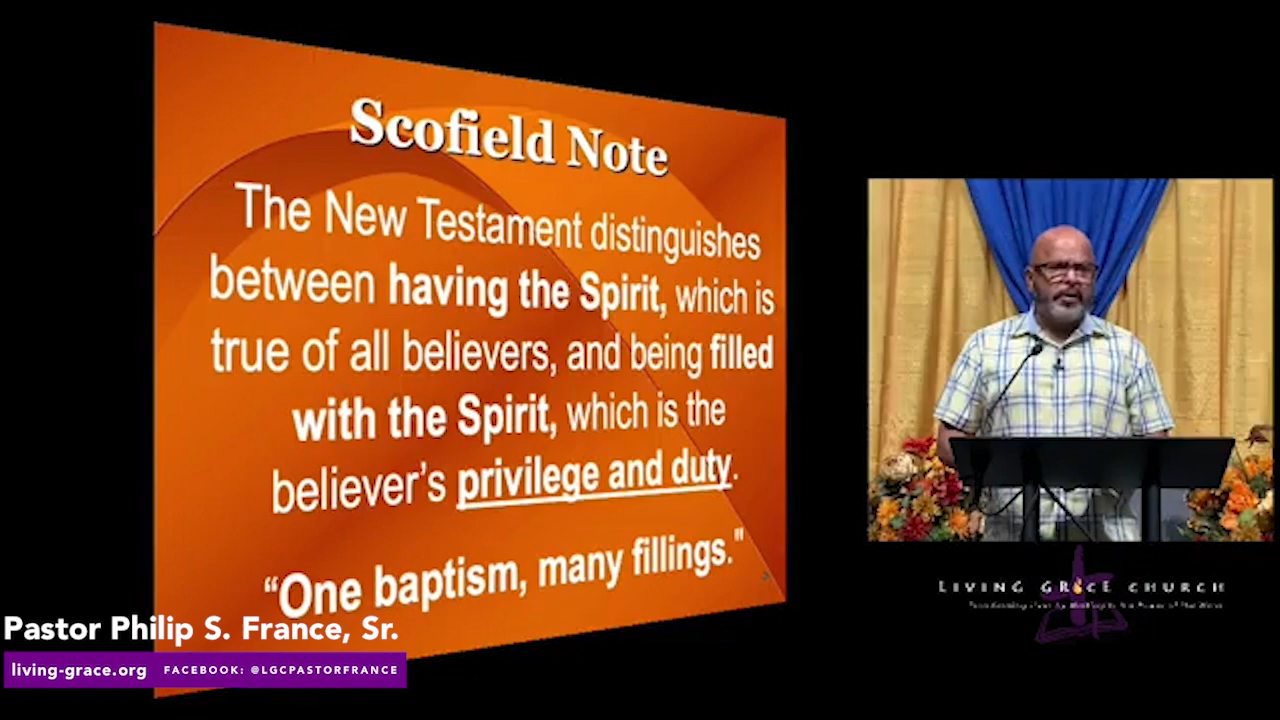 Scofield Note
The New Testament distinguishes
between having the Spirit, which is
true of all believers, and being filled
with the Spirit, which is the
believer's privilege and duty.
“One baptism, many fillings."
Pastor Philip S. France, Sr.
living-grace.org FACEBOOK: @LGCPASTORFRANCE
LIVING GRACE CHURCH